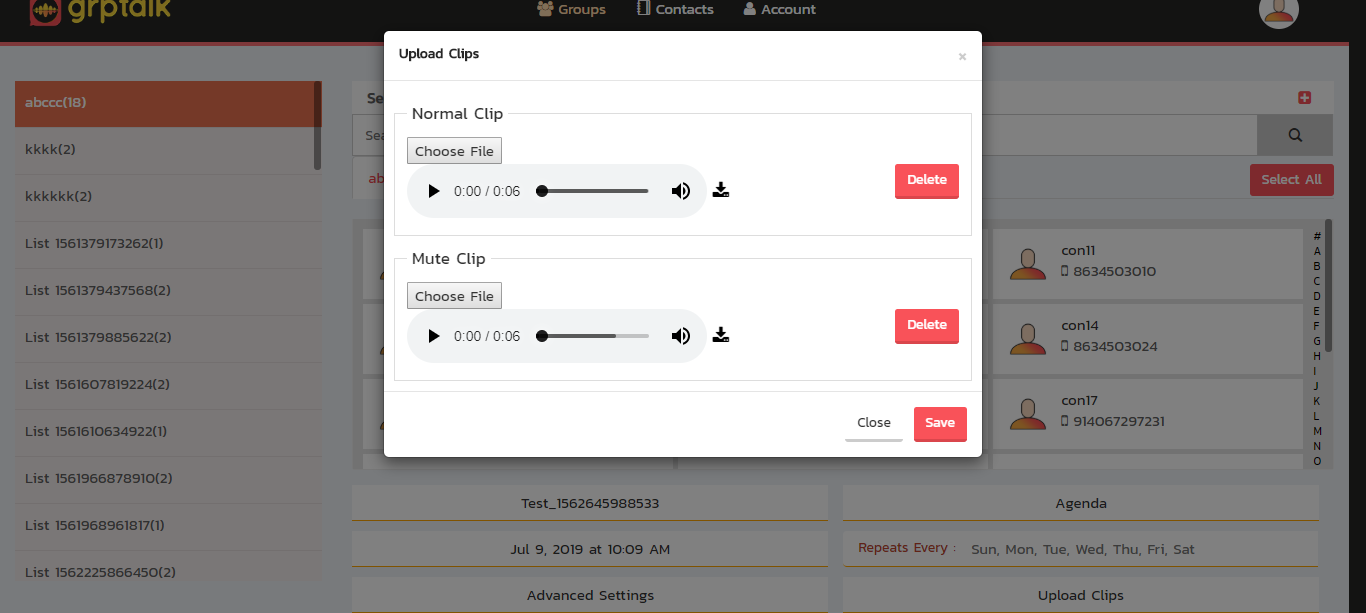 grptalk
Groups
Contacts
Account
Upload Clips
×
abccc(18)
kkkk(2)
kkkkkk(2)
List 1561379173262(1)
List 1561379437568(2)
List 1561379885622(2)
List 1561607819224(2)
List 1561610634922(1)
List 1561966878910(2)
List 1561968961817(1)
List 1562225866450(2)
Se
Sea
ab
Select All
Normal Clip
Choose File
0:00 / 0:06
Delete
Mute Clip
Choose File
0:00 / 0:06
Delete
Close
Save
con11
8634503010
con14
8634503024
con17
914067297231
#
A
B
C
D
E
F
G
H
I
J
K
L
M
N
O
Test_1562645988533
Agenda
Jul 9, 2019 at 10:09 AM
Repeats Every : Sun, Mon, Tue, Wed, Thu, Fri, Sat
Advanced Settings
Upload Clips